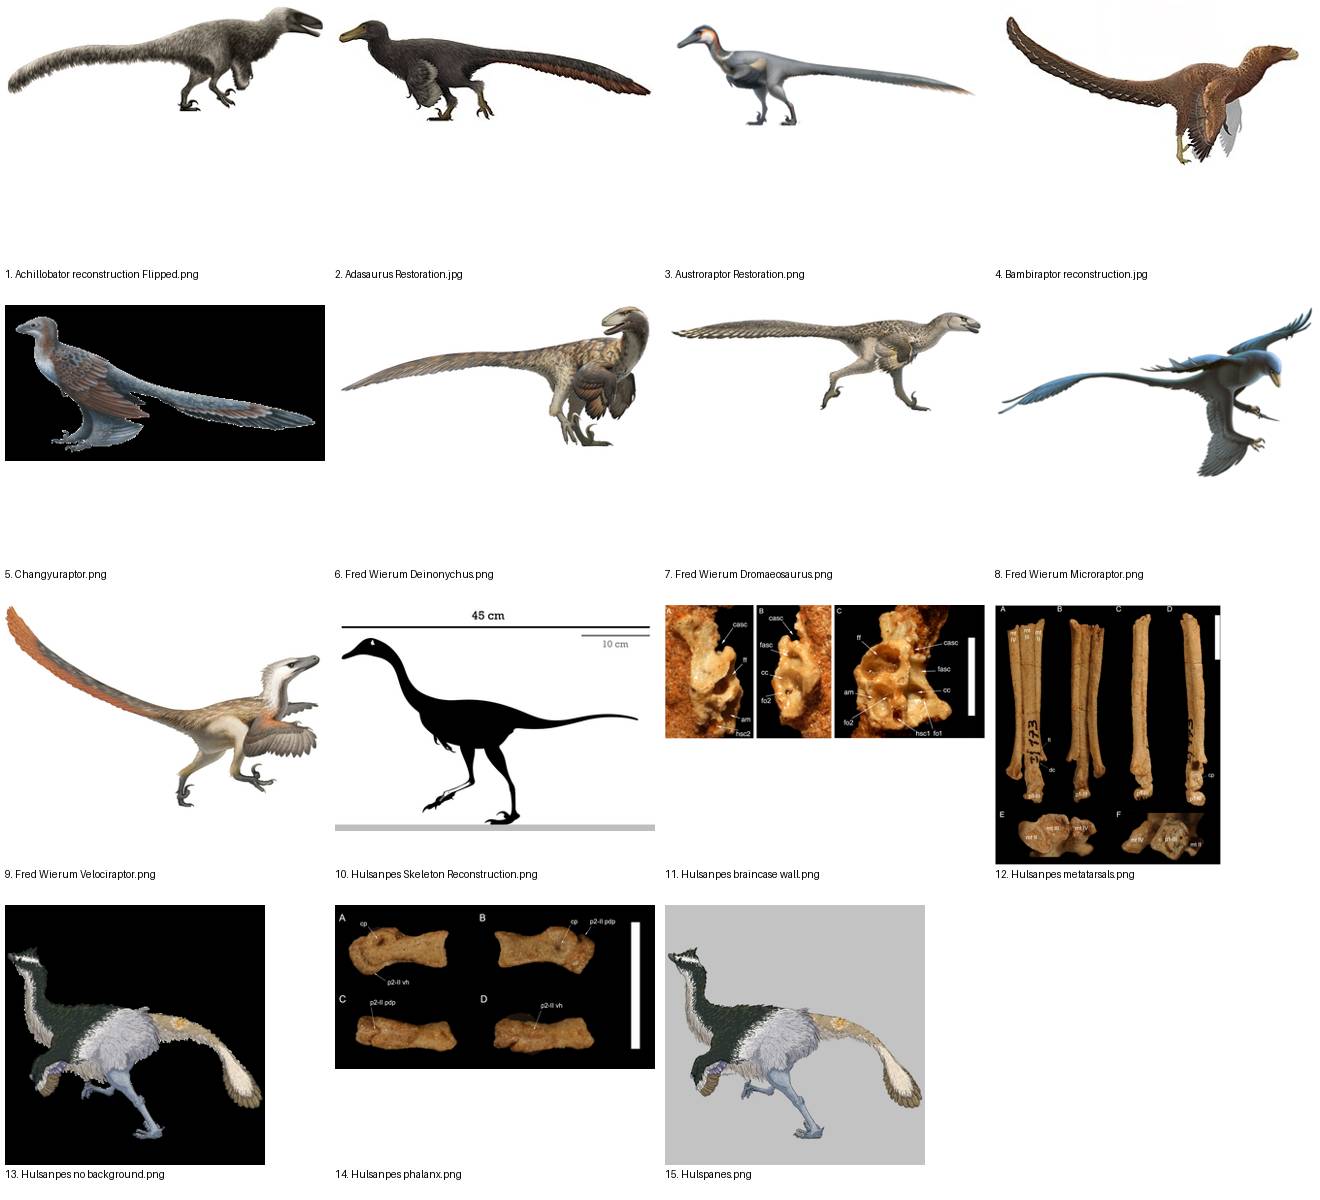 1. Achillobator reconstruction Flipped.png
2. Adasaurus Restoration.jpg
3. Austroraptor Restoration.png
4. Bambiraptor reconstruction.jpg
5. Changyuraptor.png
6. Fred Wierum Deinonychus.png
7. Fred Wierum Dromaeosaurus.png
8. Fred Wierum Microraptor.png
45 cm
10 cm
A
B
C
casc
ff
am
hsc2
casc
fasc
cc
fo2
ff
casc
fasc
cc
am
fo2
hsc1 fo1
A
B
C
D
dc
cp
E
F
9. Fred Wierum Velociraptor.png
10. Hulsanpes Skeleton Reconstruction.png
11. Hulsanpes braincase wall.png
12. Hulsanpes metatarsals.png
A
cp
p2-II vh
B
cp
p2-II pdp
C
p2-II pdp
D
p2-II vh
13. Hulsanpes no background.png
14. Hulsanpes phalanx.png
15. Hulspanes.png